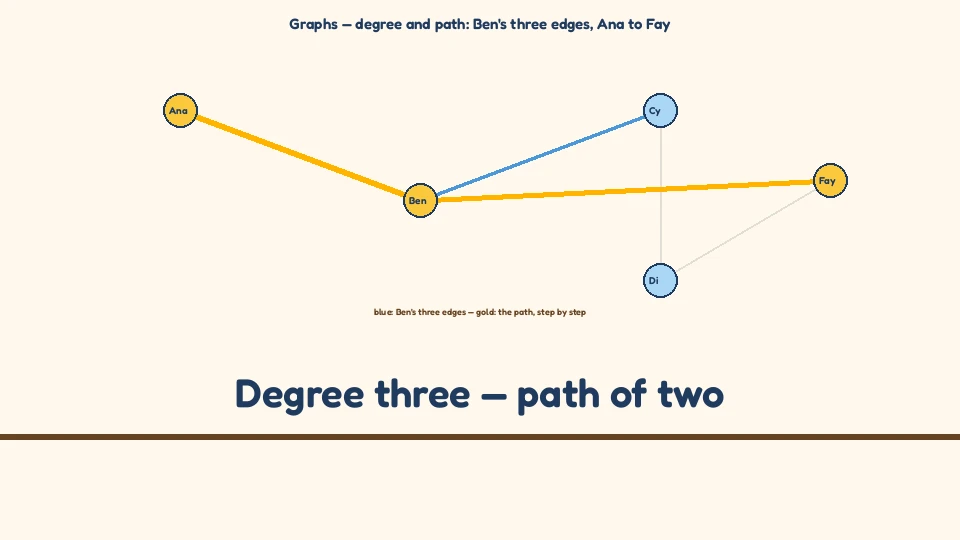 Graphs — degree and path: Ben's three edges, Ana to Fay
Ana
Cy
Fay
Ben
Di
blue: Ben's three edges — gold: the path, step by step
Degree three — path of two